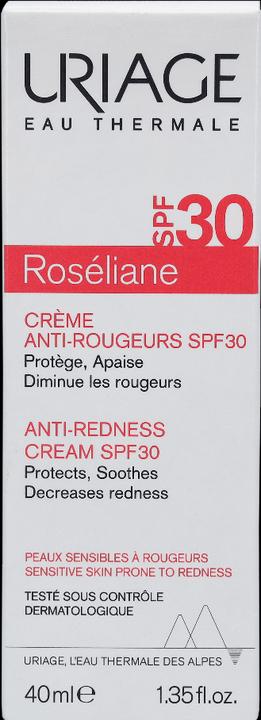 URIAGE
EAU THERMALE
SPF30
Roséliane
CRÈME
ANTI-ROUGEURS SPF30
Protège, Apaise
Diminue les rougeurs
ANTI-REDNESS
CREAM SPF30
Protects, Soothes
Decreases redness
PEAUX SENSIBLES À ROUGEURS
SENSITIVE SKIN PRONE TO REDNESS
TESTÉ SOUS CONTRÔLE
DERMATOLOGIQUE
URIAGE, L'EAU THERMALE DES ALPES
40ml℮ 1.35fl.oz.